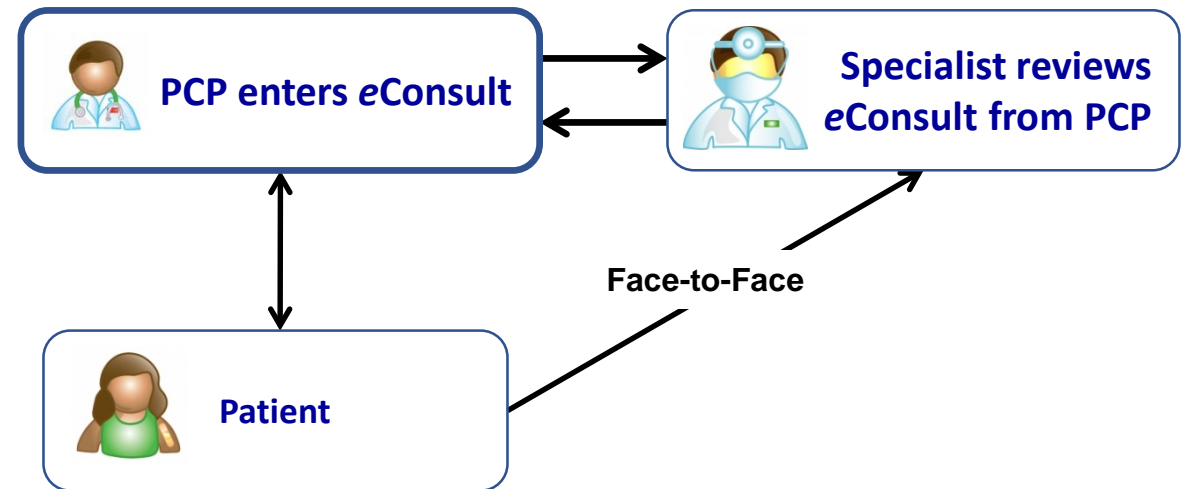 PCP enters eConsult
Specialist reviews
eConsult from PCP
Face-to-Face
Patient